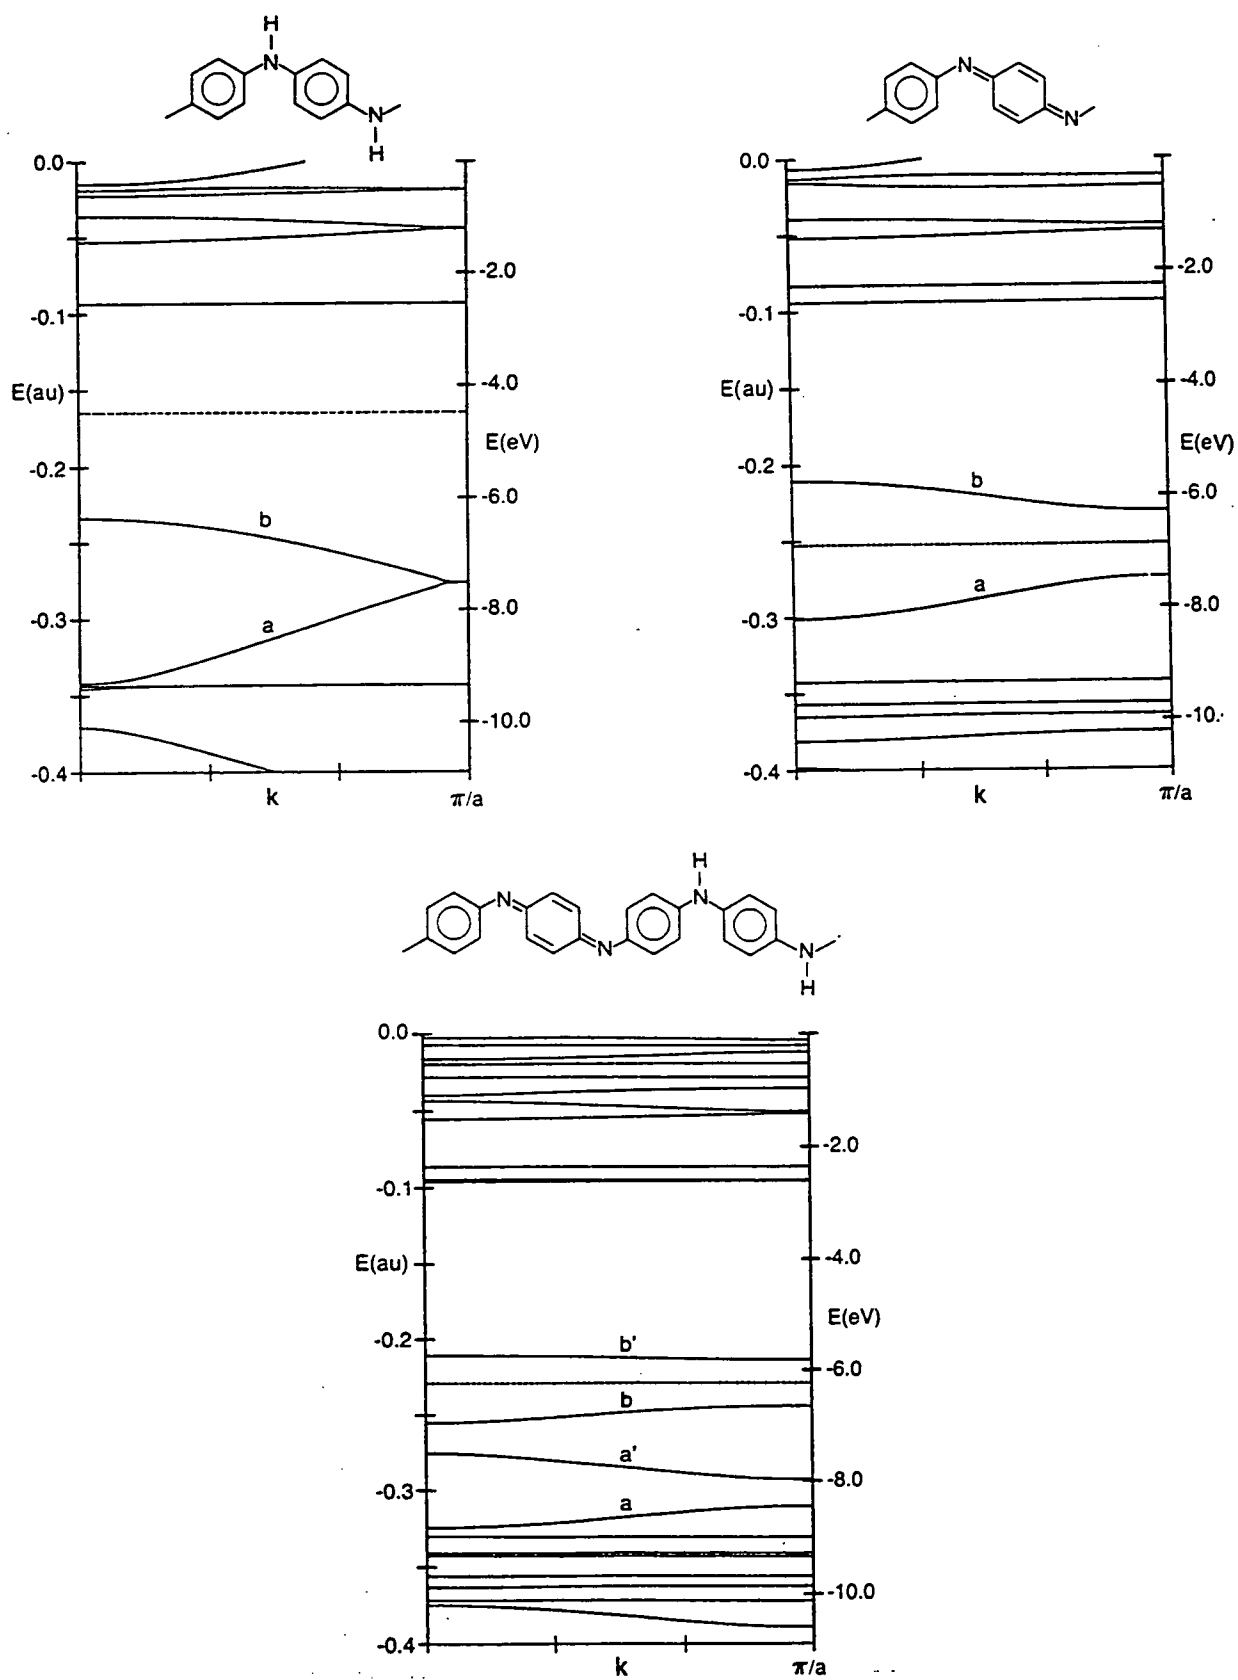 H
N
N
H
N
N
0.0
-0.1
E(au)
-0.2
-0.3
-0.4
-2.0
-4.0
E(eV)
-6.0
-8.0
-10.0
b
a
k
π/a
0.0
-0.1
E(au)
-0.2
-0.3
-0.4
-2.0
-4.0
E(eV)
-6.0
-8.0
-10.
b
a
k
π/a
H
N
N
N
N
H
0.0
-0.1
E(au)
-0.2
-0.3
-0.4
-2.0
-4.0
E(eV)
-6.0
-8.0
-10.0
b'
b
a'
a
k
π/a